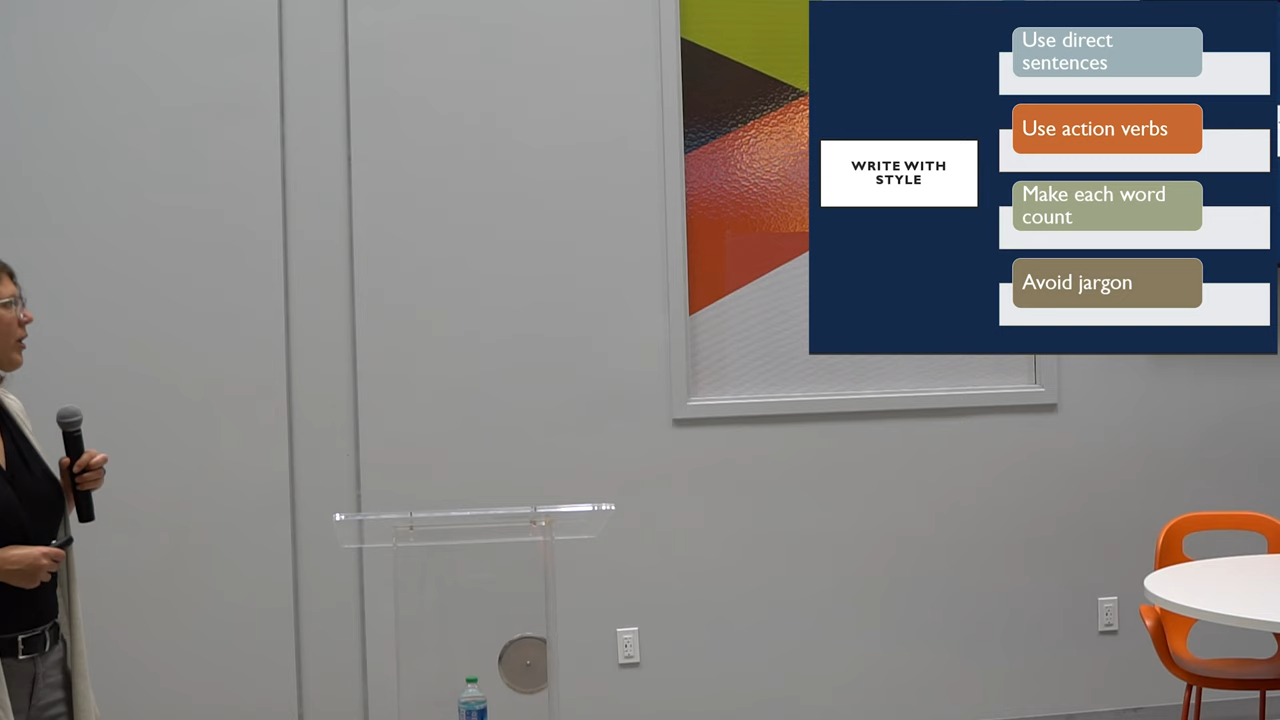 WRITE WITH
STYLE
Use direct
sentences
Use action verbs
Make each word
count
Avoid jargon